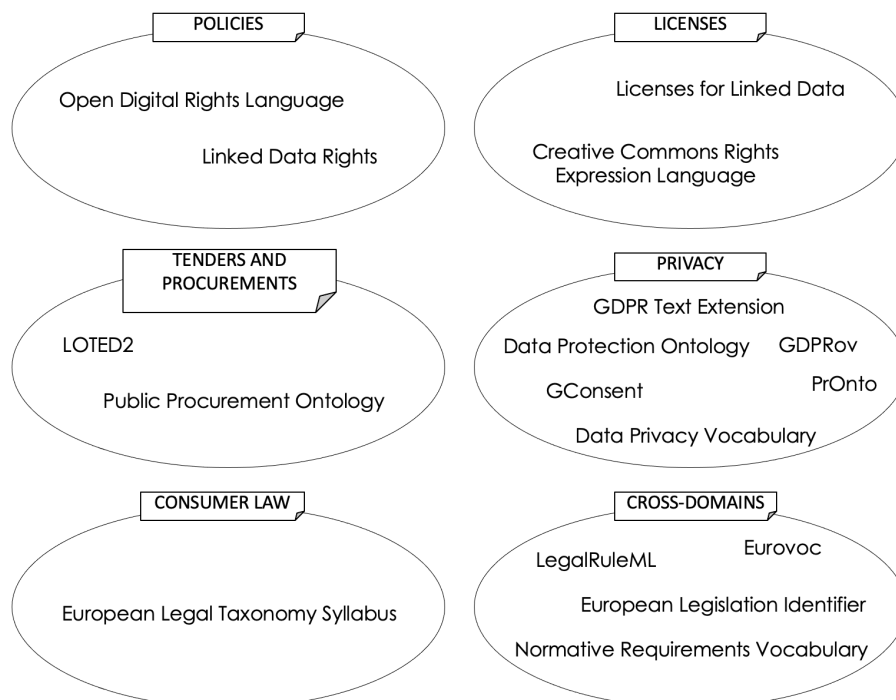 POLICIES
Open Digital Rights Language
Linked Data Rights
LICENSES
Licenses for Linked Data
Creative Commons Rights
Expression Language
TENDERS AND
PROCUREMENTS
LOTED2
Public Procurement Ontology
PRIVACY
GDPR Text Extension
Data Protection Ontology
GDPRov
GConsent
PrOnto
Data Privacy Vocabulary
CONSUMER LAW
European Legal Taxonomy Syllabus
CROSS-DOMAINS
LegalRuleML
Eurovoc
European Legislation Identifier
Normative Requirements Vocabulary